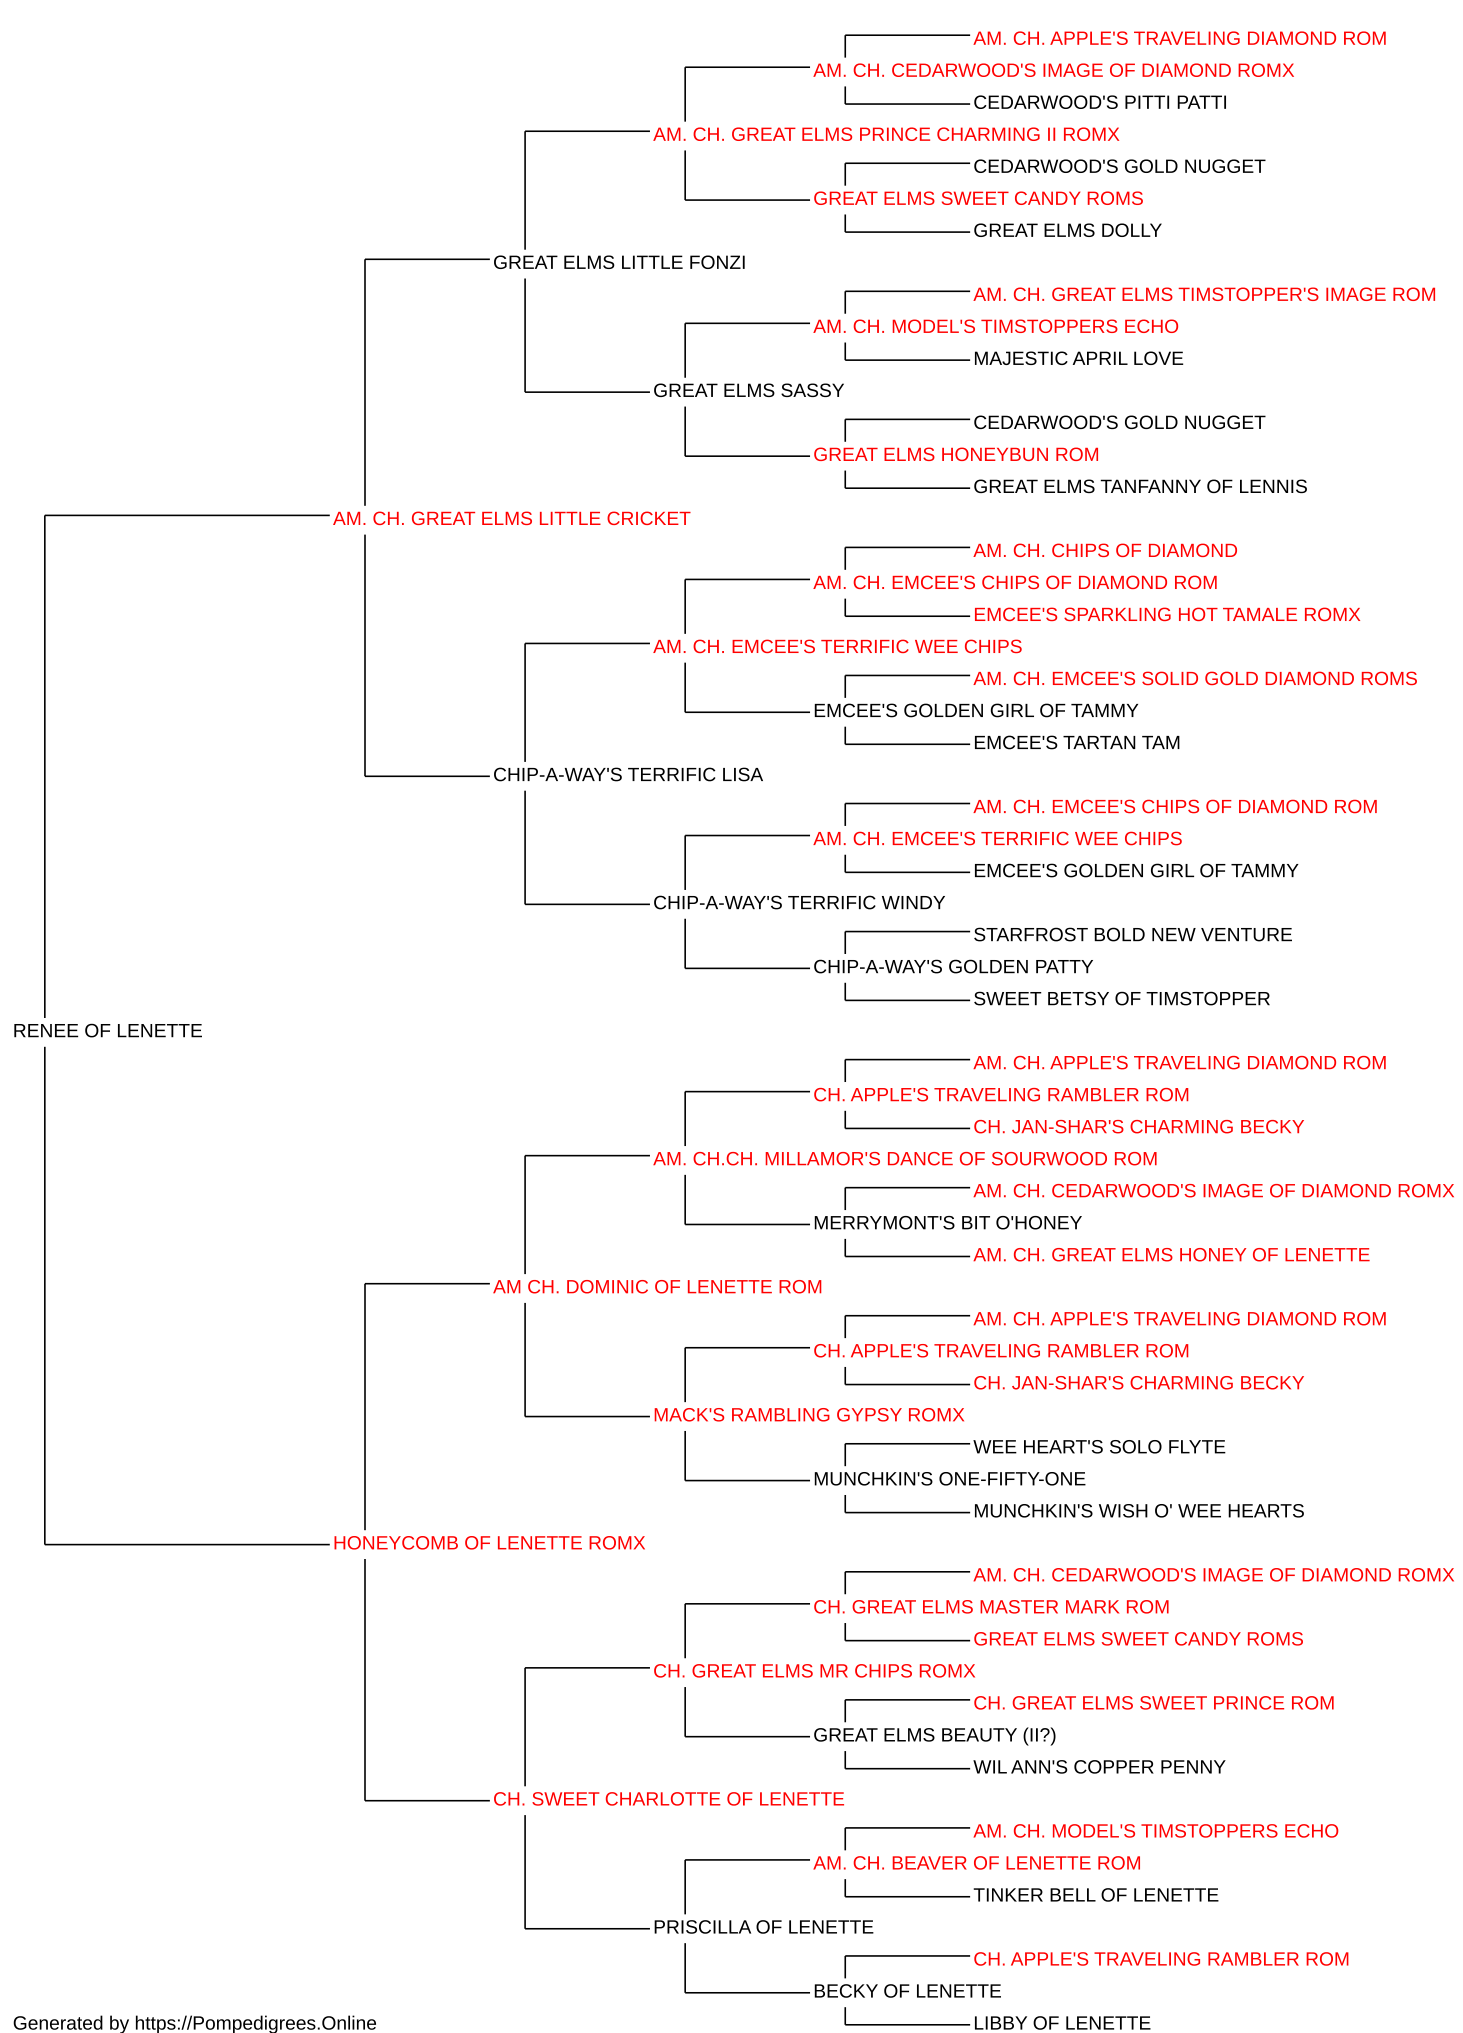 AM. CH. APPLE'S TRAVELING DIAMOND ROM
AM. CH. CEDARWOOD'S IMAGE OF DIAMOND ROMX
CEDARWOOD'S PITTI PATTI
AM. CH. GREAT ELMS PRINCE CHARMING II ROMX
CEDARWOOD'S GOLD NUGGET
GREAT ELMS SWEET CANDY ROMS
GREAT ELMS DOLLY
GREAT ELMS LITTLE FONZI
AM. CH. GREAT ELMS TIMSTOPPER'S IMAGE ROM
AM. CH. MODEL'S TIMSTOPPERS ECHO
MAJESTIC APRIL LOVE
GREAT ELMS SASSY
CEDARWOOD'S GOLD NUGGET
GREAT ELMS HONEYBUN ROM
GREAT ELMS TANFANNY OF LENNIS
AM. CH. GREAT ELMS LITTLE CRICKET
AM. CH. CHIPS OF DIAMOND
AM. CH. EMCEE'S CHIPS OF DIAMOND ROM
EMCEE'S SPARKLING HOT TAMALE ROMX
AM. CH. EMCEE'S TERRIFIC WEE CHIPS
AM. CH. EMCEE'S SOLID GOLD DIAMOND ROMS
EMCEE'S GOLDEN GIRL OF TAMMY
EMCEE'S TARTAN TAM
CHIP-A-WAY'S TERRIFIC LISA
AM. CH. EMCEE'S CHIPS OF DIAMOND ROM
AM. CH. EMCEE'S TERRIFIC WEE CHIPS
EMCEE'S GOLDEN GIRL OF TAMMY
CHIP-A-WAY'S TERRIFIC WINDY
STARFROST BOLD NEW VENTURE
CHIP-A-WAY'S GOLDEN PATTY
SWEET BETSY OF TIMSTOPPER
RENEE OF LENETTE
AM. CH. APPLE'S TRAVELING DIAMOND ROM
CH. APPLE'S TRAVELING RAMBLER ROM
CH. JAN-SHAR'S CHARMING BECKY
AM. CH.CH. MILLAMOR'S DANCE OF SOURWOOD ROM
AM. CH. CEDARWOOD'S IMAGE OF DIAMOND ROMX
MERRYMONT'S BIT O'HONEY
AM. CH. GREAT ELMS HONEY OF LENETTE
AM CH. DOMINIC OF LENETTE ROM
AM. CH. APPLE'S TRAVELING DIAMOND ROM
CH. APPLE'S TRAVELING RAMBLER ROM
CH. JAN-SHAR'S CHARMING BECKY
MACK'S RAMBLING GYPSY ROMX
WEE HEART'S SOLO FLYTE
MUNCHKIN'S ONE-FIFTY-ONE
MUNCHKIN'S WISH O' WEE HEARTS
HONEYCOMB OF LENETTE ROMX
AM. CH. CEDARWOOD'S IMAGE OF DIAMOND ROMX
CH. GREAT ELMS MASTER MARK ROM
GREAT ELMS SWEET CANDY ROMS
CH. GREAT ELMS MR CHIPS ROMX
CH. GREAT ELMS SWEET PRINCE ROM
GREAT ELMS BEAUTY (II?)
WIL ANN'S COPPER PENNY
CH. SWEET CHARLOTTE OF LENETTE
AM. CH. MODEL'S TIMSTOPPERS ECHO
AM. CH. BEAVER OF LENETTE ROM
TINKER BELL OF LENETTE
PRISCILLA OF LENETTE
CH. APPLE'S TRAVELING RAMBLER ROM
BECKY OF LENETTE
LIBBY OF LENETTE
Generated by https://Pompedigrees.Online